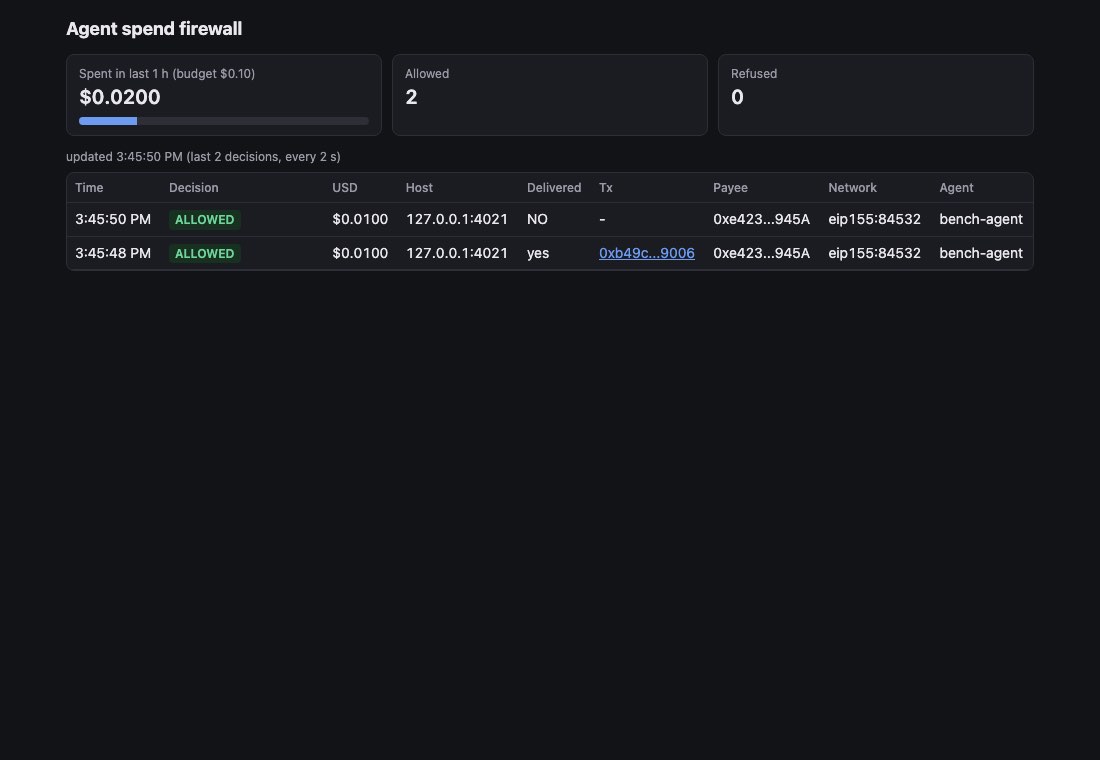 Agent spend firewall
Spent in last 1 h (budget $0.10)
$0.0200
Allowed
2
Refused
0
updated 3:45:50 PM (last 2 decisions, every 2 s)
Time Decision USD Host Delivered Tx Payee Network Agent
3:45:50 PM ALLOWED $0.0100 127.0.0.1:4021 NO - 0xe423...945A eip155:84532 bench-agent
3:45:48 PM ALLOWED $0.0100 127.0.0.1:4021 yes 0xb49c...9006 0xe423...945A eip155:84532 bench-agent